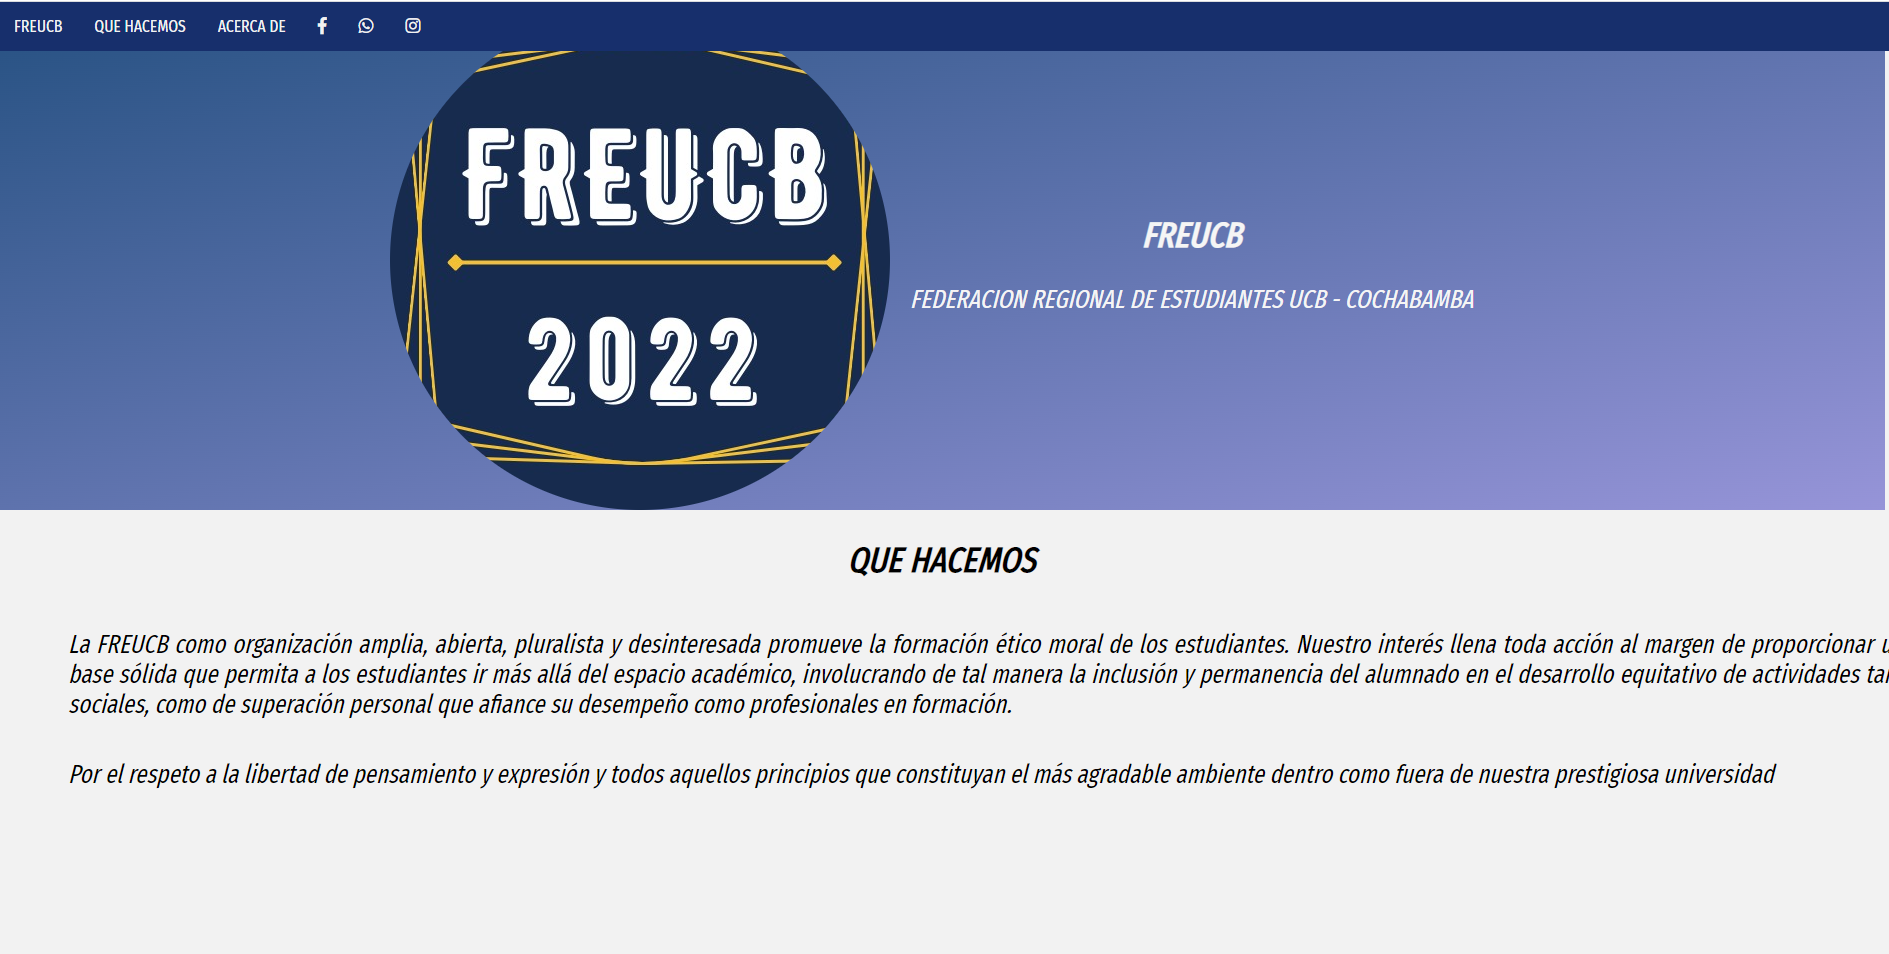 FREUCB QUE HACEMOS ACERCA DE
FREUCB
2022
FREUCB
FEDERACION REGIONAL DE ESTUDIANTES UCB - COCHABAMBA
QUE HACEMOS
La FREUCB como organización amplia, abierta, pluralista y desinteresada promueve la formación ético moral de los estudiantes. Nuestro interés llena toda acción al margen de proporcionar
base sólida que permita a los estudiantes ir más allá del espacio académico, involucrando de tal manera la inclusión y permanencia del alumnado en el desarrollo equitativo de actividades
sociales, como de superación personal que afiance su desempeño como profesionales en formación.
Por el respeto a la libertad de pensamiento y expresión y todos aquellos principios que constituyan el más agradable ambiente dentro como fuera de nuestra prestigiosa universidad